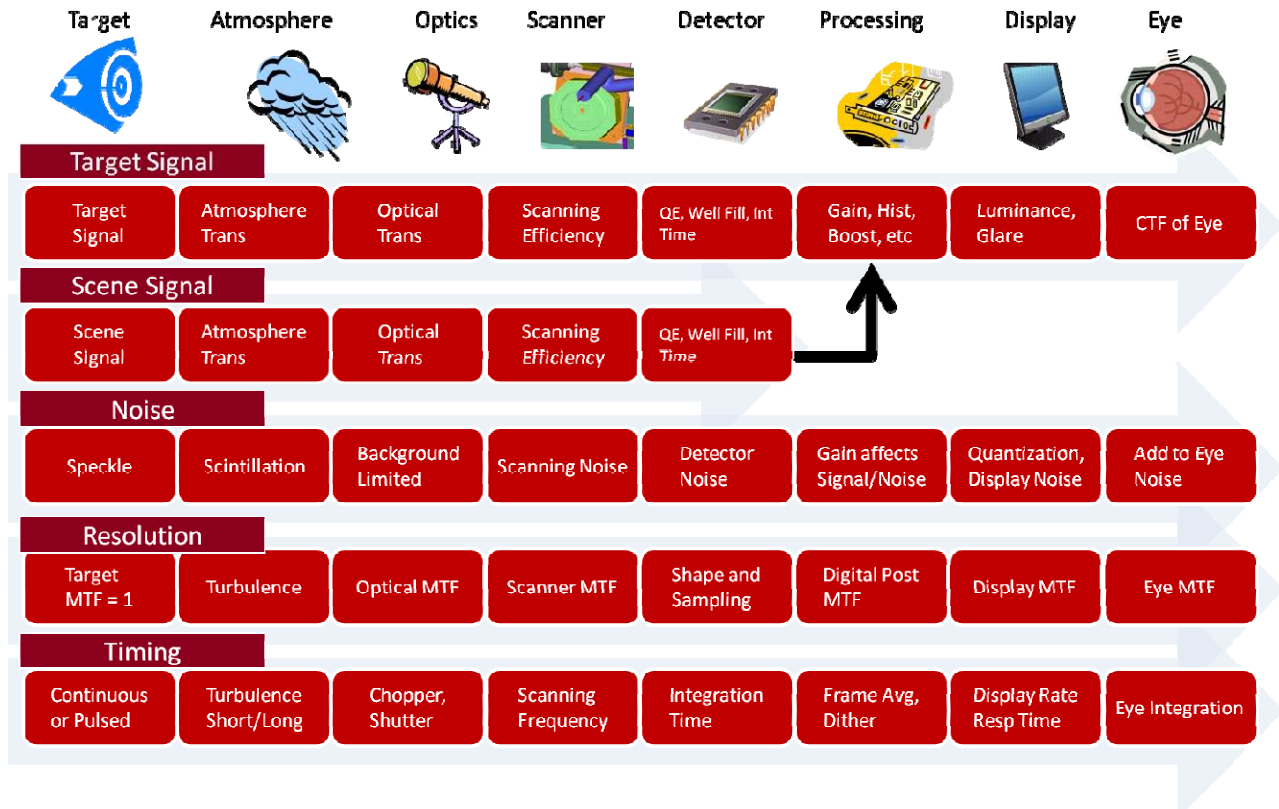 Target Atmosphere Optics Scanner Detector Processing Display Eye
Target Signal
Target
Signal
Atmosphere
Trans
Optical
Trans
Scanning
Efficiency
QE, Well Fill, Int
Time
Gain, Hist,
Boost, etc
Luminance,
Glare
CTF of Eye
Scene Signal
Scene
Signal
Atmosphere
Trans
Optical
Trans
Scanning
Efficiency
QE, Well Fill, Int
Time
Noise
Speckle
Scintillation
Background
Limited
Scanning Noise
Detector
Noise
Gain affects
Signal/Noise
Quantization,
Display Noise
Add to Eye
Noise
Resolution
Target
MTF = 1
Turbulence
Optical MTF
Scanner MTF
Shape and
Sampling
Digital Post
MTF
Display MTF
Eye MTF
Timing
Continuous
or Pulsed
Turbulence
Short/Long
Chopper,
Shutter
Scanning
Frequency
Integration
Time
Frame Avg,
Dither
Display Rate
Resp Time
Eye Integration